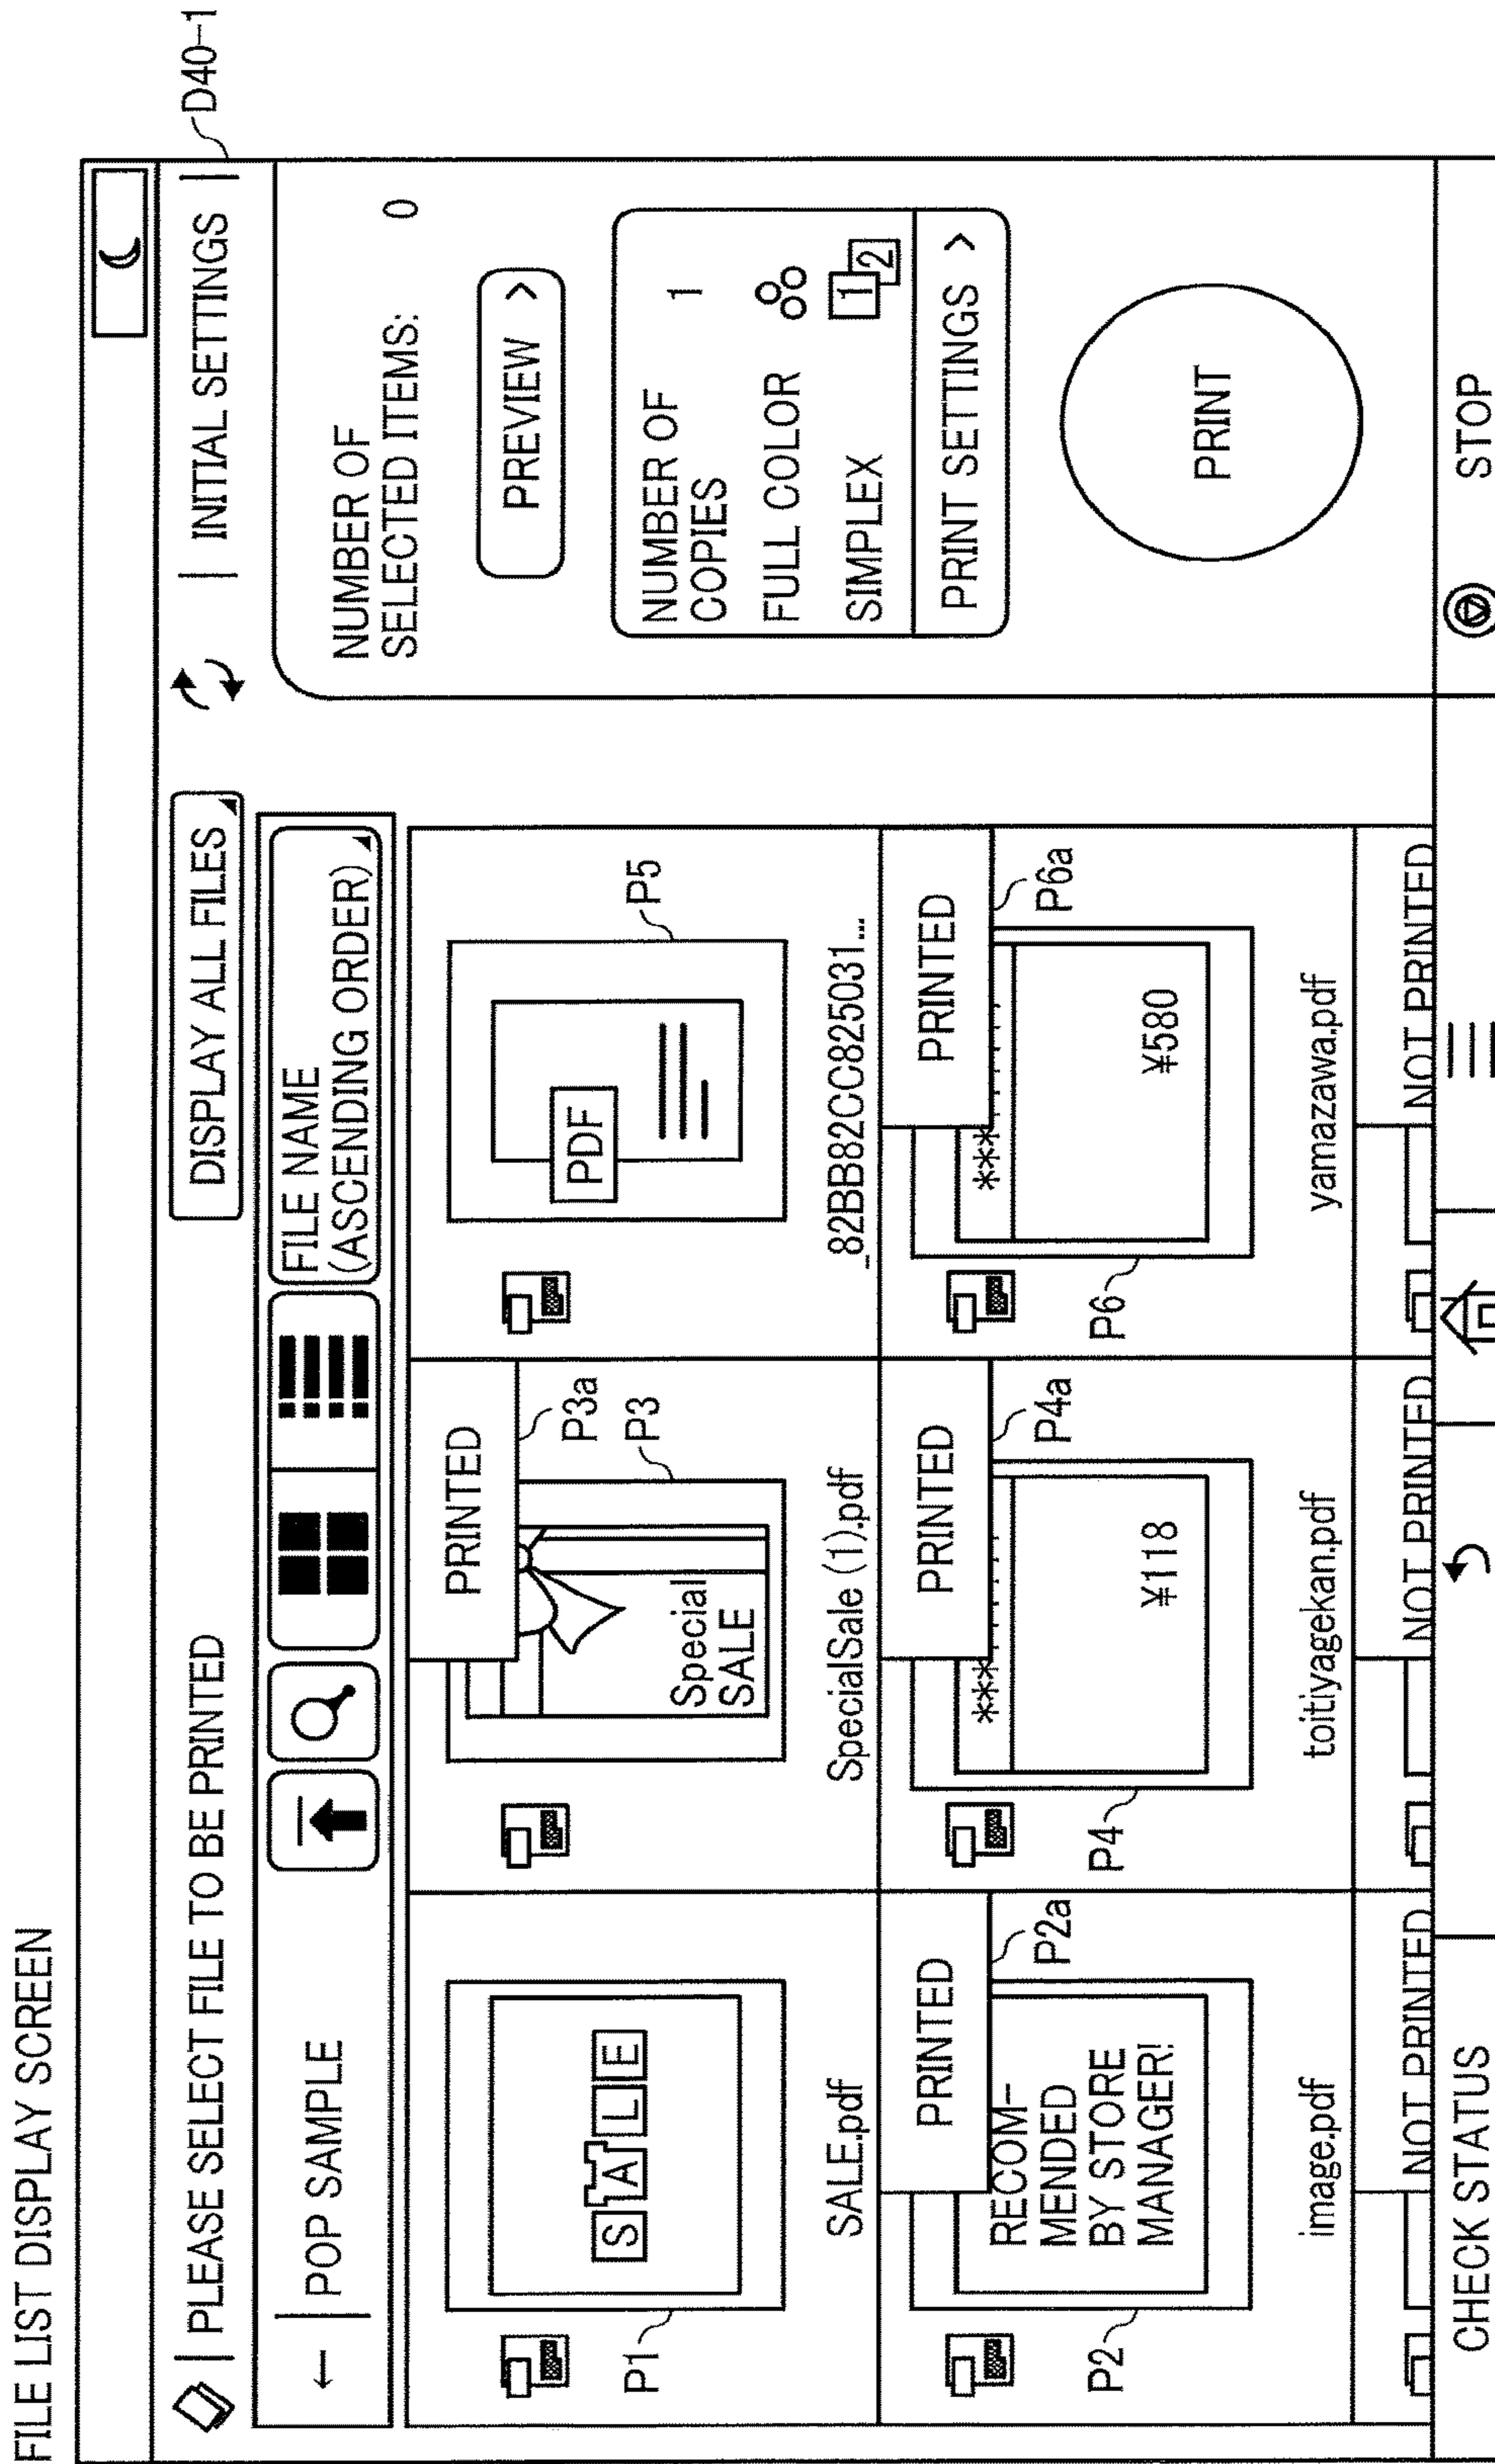 FILE LIST DISPLAY SCREEN
D40-1
PLEASE SELECT FILE TO BE PRINTED
DISPLAY ALL FILES
INITIAL SETTINGS
← POP SAMPLE
FILE NAME
(ASCENDING ORDER)
NUMBER OF
SELECTED ITEMS: 0
PREVIEW >
NUMBER OF
COPIES 1
FULL COLOR
SIMPLEX
1
2
PRINT SETTINGS >
PRINT
P1
SALE
SALE.pdf
PRINTED
P3a
P3
Special
SALE
SpecialSale (1).pdf
P5
PDF
_82BB82CC825031...
PRINTED
P2a
P2
RECOM-
MENDED
BY STORE
MANAGER!
image.pdf
PRINTED
P4a
P4
***
¥118
toitiyagekan.pdf
PRINTED
P6a
P6
***
¥580
yamazawa.pdf
NOT PRINTED
NOT PRINTED
NOT PRINTED
CHECK STATUS
STOP